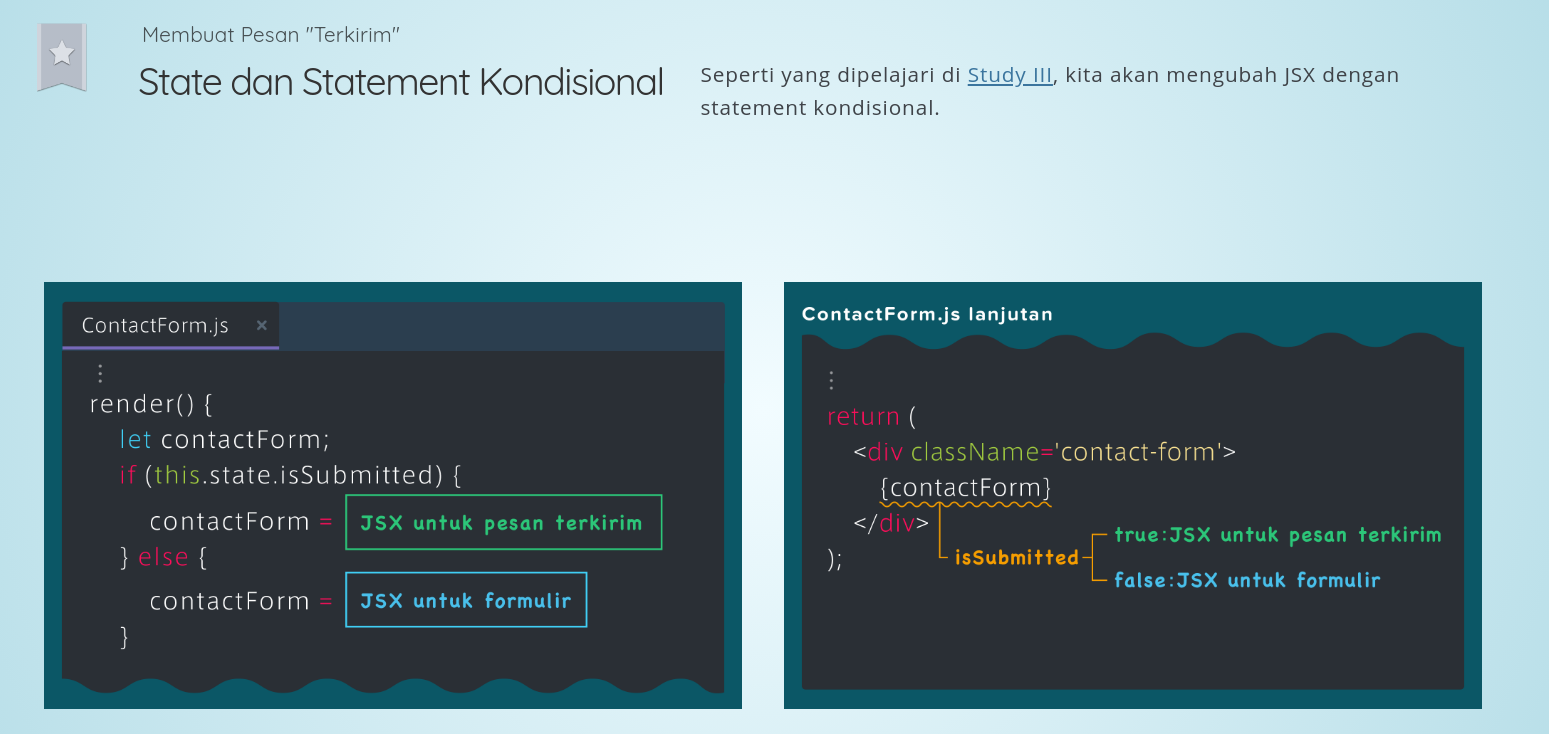 Membuat Pesan "Terkirim"
State dan Statement Kondisional
Seperti yang dipelajari di Study III, kita akan mengubah JSX dengan
statement kondisional.
ContactForm.js ×
⋮
render() {
let contactForm;
if (this.state.isSubmitted) {
contactForm = JSX untuk pesan terkirim
} else {
contactForm = JSX untuk formulir
}
ContactForm.js lanjutan
⋮
return (
<div className='contact-form'>
{contactForm}
</div>
true:JSX untuk pesan terkirim
isSubmitted
);
false:JSX untuk formulir